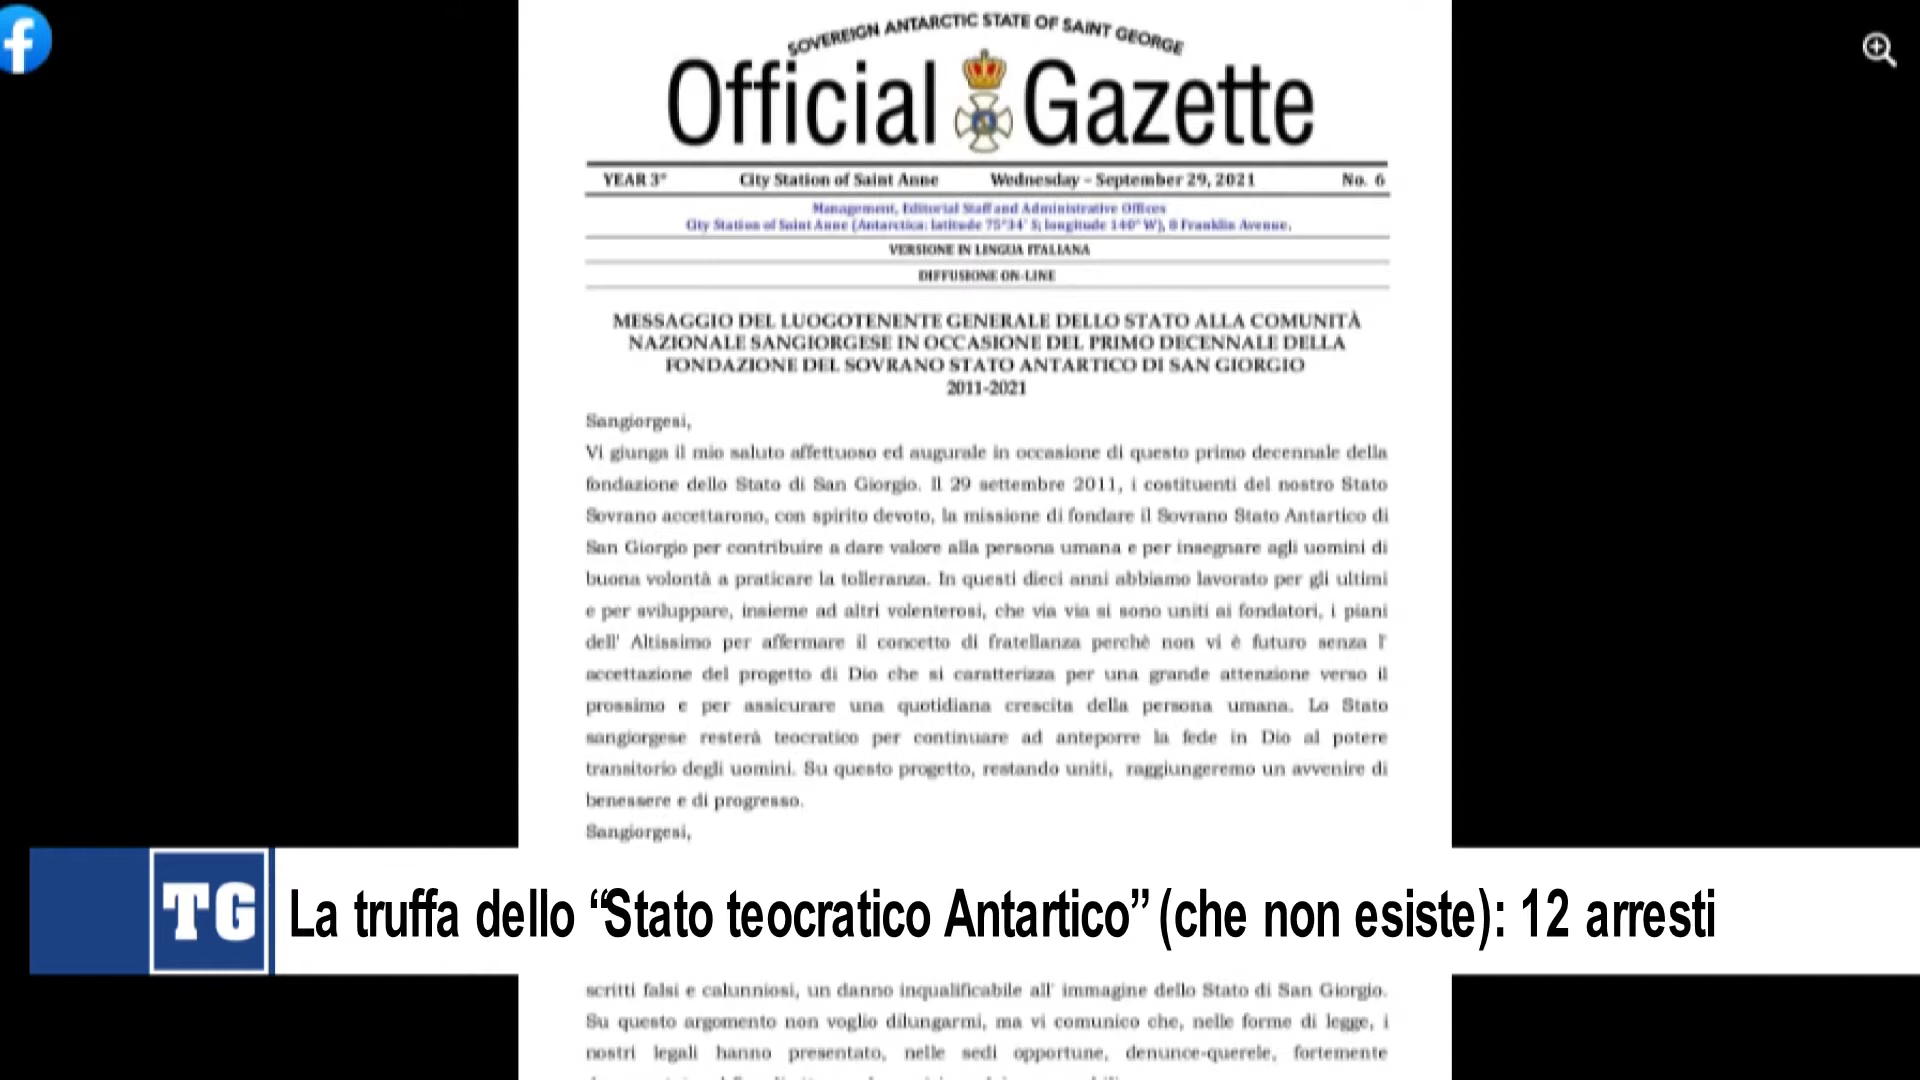 SOVEREIGN ANTARCTIC STATE OF SAINT GEORGE
Official Gazette
YEAR 3° City Station of Saint Anne Wednesday – September 29, 2021 No. 6
Management, Editorial Staff and Administrative Offices
City Station of Saint Anne (Antarctica: latitude 75°34' S; longitude 140° W), 8 Franklin Avenue.
VERSIONE IN LINGUA ITALIANA
DIFFUSIONE ON-LINE
MESSAGGIO DEL LUOGOTENENTE GENERALE DELLO STATO ALLA COMUNITÀ
NAZIONALE SANGIORGESE IN OCCASIONE DEL PRIMO DECENNALE DELLA
FONDAZIONE DEL SOVRANO STATO ANTARTICO DI SAN GIORGIO
2011-2021
Sangiorgesi,
Vi giunga il mio saluto affettuoso ed augurale in occasione di questo primo decennale della
fondazione dello Stato di San Giorgio. Il 29 settembre 2011, i costituenti del nostro Stato
Sovrano accettarono, con spirito devoto, la missione di fondare il Sovrano Stato Antartico di
San Giorgio per contribuire a dare valore alla persona umana e per insegnare agli uomini di
buona volontà a praticare la tolleranza. In questi dieci anni abbiamo lavorato per gli ultimi
e per sviluppare, insieme ad altri volenterosi, che via via si sono uniti ai fondatori, i piani
dell' Altissimo per affermare il concetto di fratellanza perchè non vi è futuro senza l'
accettazione del progetto di Dio che si caratterizza per una grande attenzione verso il
prossimo e per assicurare una quotidiana crescita della persona umana. Lo Stato
sangiorgese resterà teocratico per continuare ad anteporre la fede in Dio al potere
transitorio degli uomini. Su questo progetto, restando uniti, raggiungeremo un avvenire di
benessere e di progresso.
Sangiorgesi,
TG La truffa dello “Stato teocratico Antartico” (che non esiste): 12 arresti
scritti falsi e calunniosi, un danno inqualificabile all' immagine dello Stato di San Giorgio.
Su questo argomento non voglio dilungarmi, ma vi comunico che, nelle forme di legge, i
nostri legali hanno presentato, nelle sedi opportune, denunce-querele, fortemente